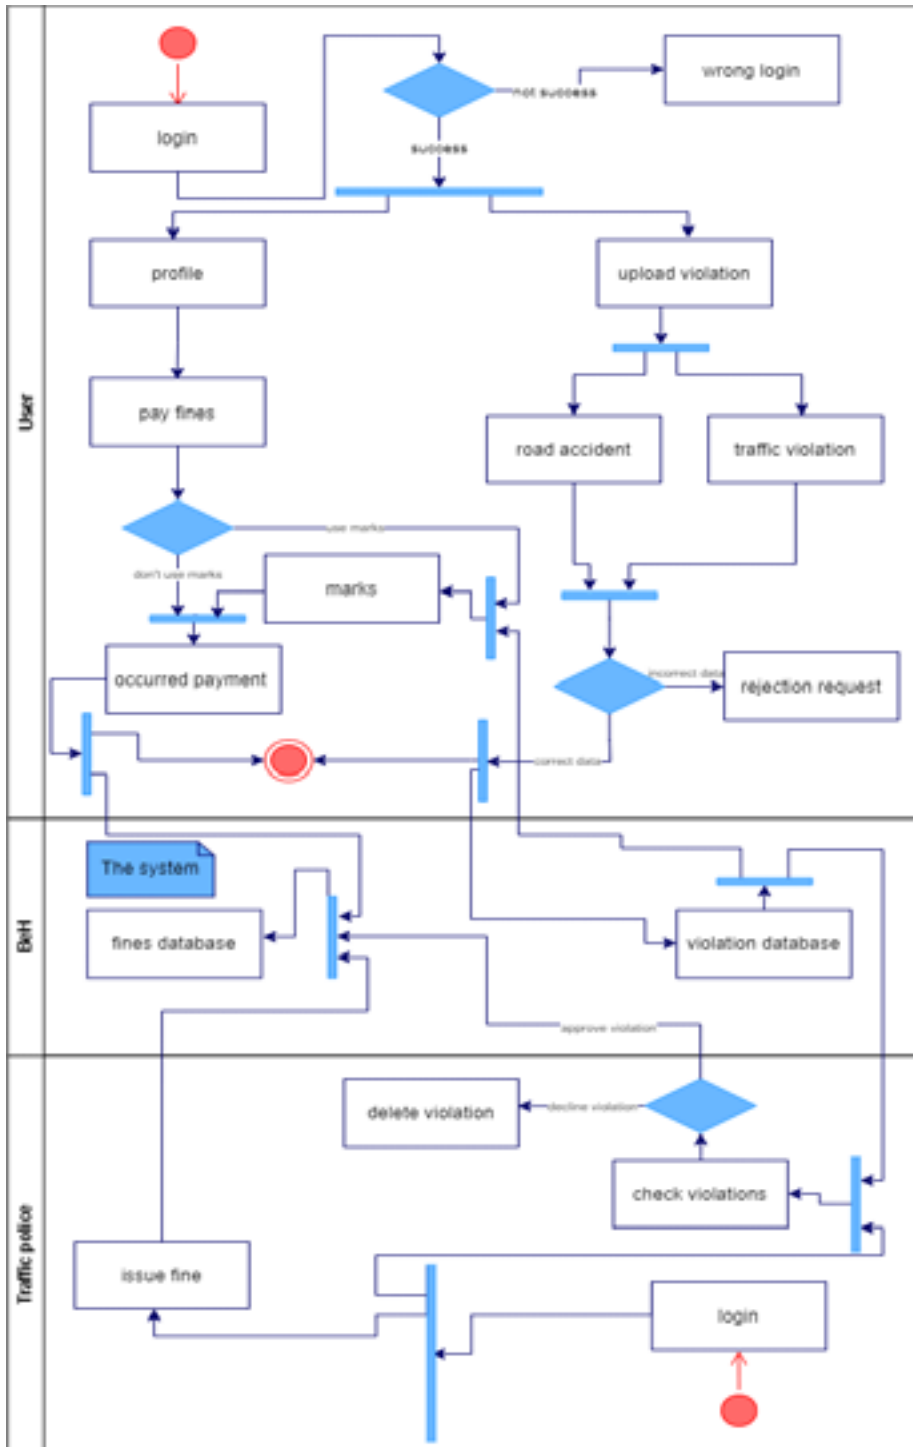 User
login
not success
wrong login
success
profile
upload violation
pay fines
road accident
traffic violation
use marks
don't use marks
marks
occurred payment
incorrect data
rejection request
correct data
The system
fines database
violation database
approve violation
Traffic police
delete violation
decline violation
check violations
issue fine
login